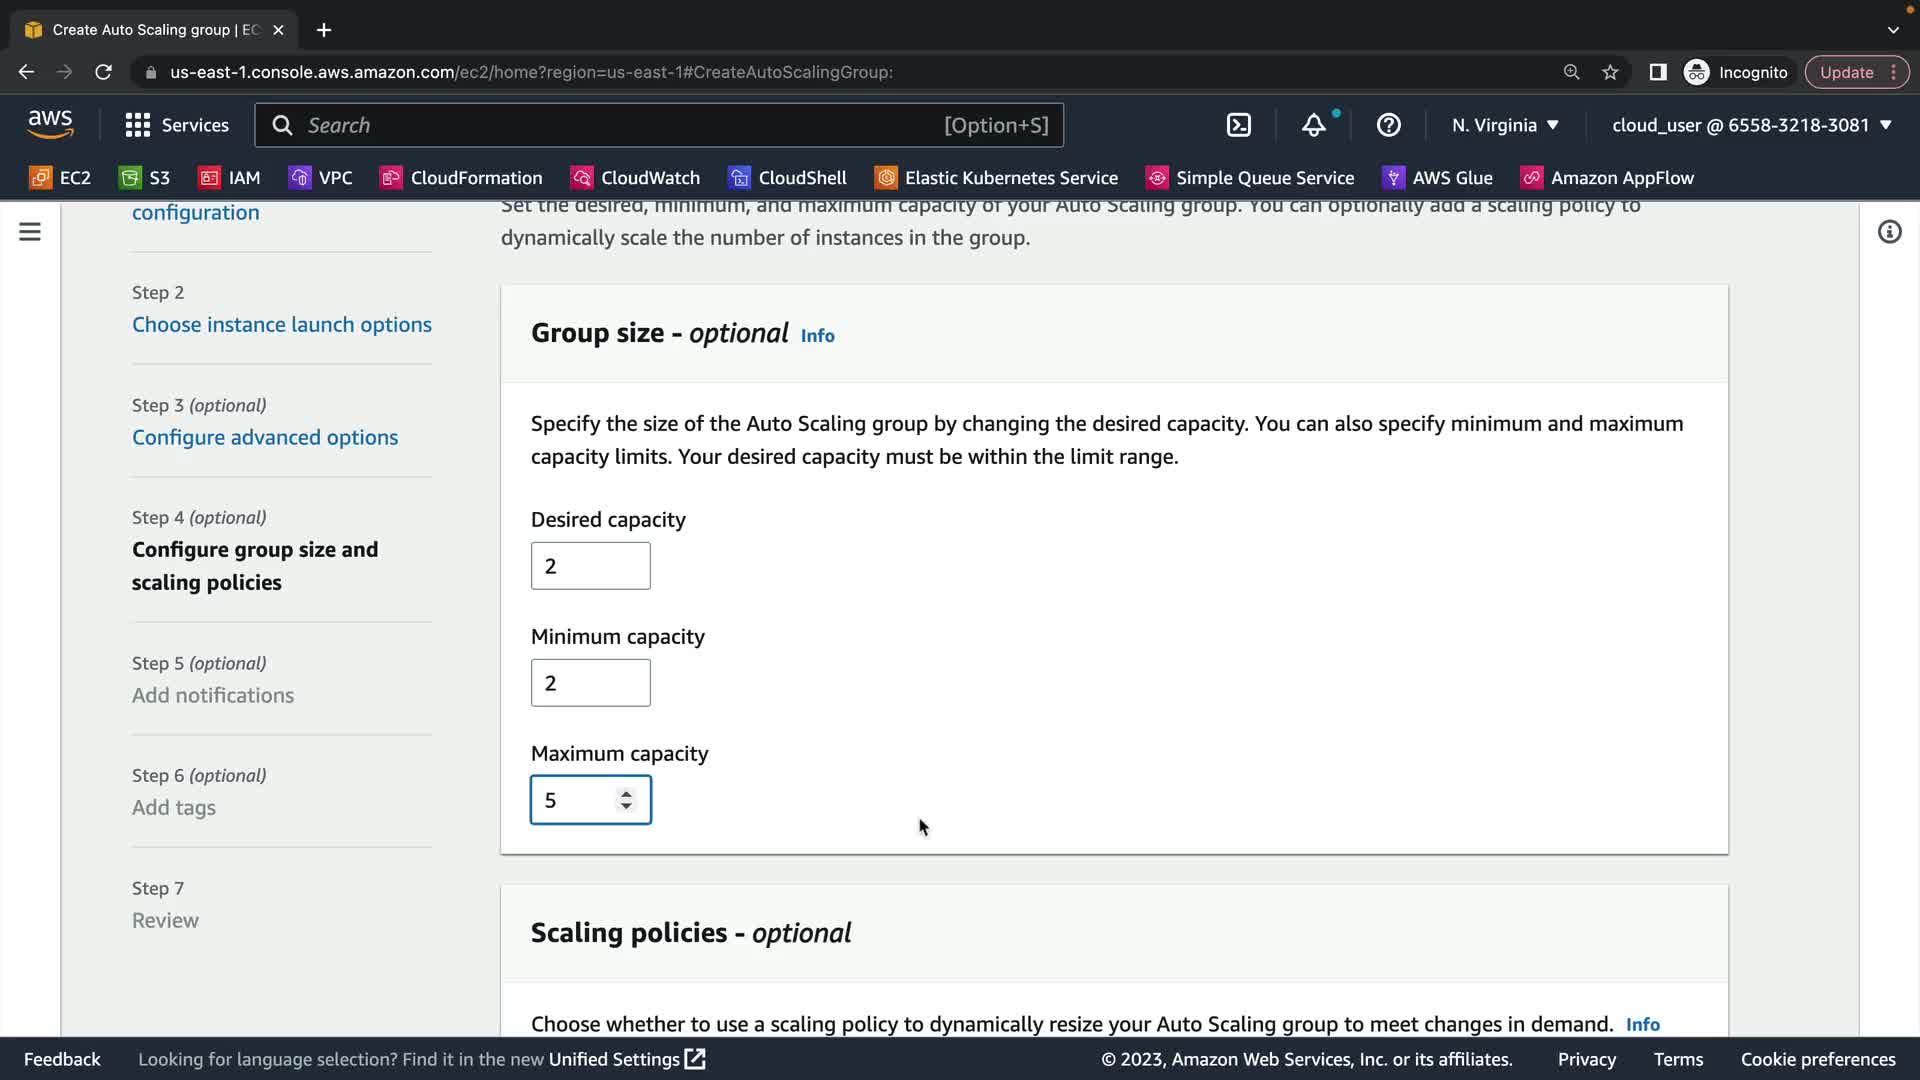 Create Auto Scaling group | EC
us-east-1.console.aws.amazon.com/ec2/home?region=us-east-1#CreateAutoScalingGroup:
Incognito
Update
aws
Services
Search
[Option+S]
N. Virginia
cloud_user @ 6558-3218-3081
EC2
S3
IAM
VPC
CloudFormation
CloudWatch
CloudShell
Elastic Kubernetes Service
Simple Queue Service
AWS Glue
Amazon AppFlow
configuration
Step 2
Choose instance launch options
Step 3 (optional)
Configure advanced options
Step 4 (optional)
Configure group size and
scaling policies
Step 5 (optional)
Add notifications
Step 6 (optional)
Add tags
Step 7
Review
Set the desired, minimum, and maximum capacity of your Auto Scaling group. You can optionally add a scaling policy to
dynamically scale the number of instances in the group.
Group size - optional Info
Specify the size of the Auto Scaling group by changing the desired capacity. You can also specify minimum and maximum
capacity limits. Your desired capacity must be within the limit range.
Desired capacity
2
Minimum capacity
2
Maximum capacity
5
Scaling policies - optional
Choose whether to use a scaling policy to dynamically resize your Auto Scaling group to meet changes in demand. Info
Feedback
Looking for language selection? Find it in the new Unified Settings
© 2023, Amazon Web Services, Inc. or its affiliates.
Privacy
Terms
Cookie preferences